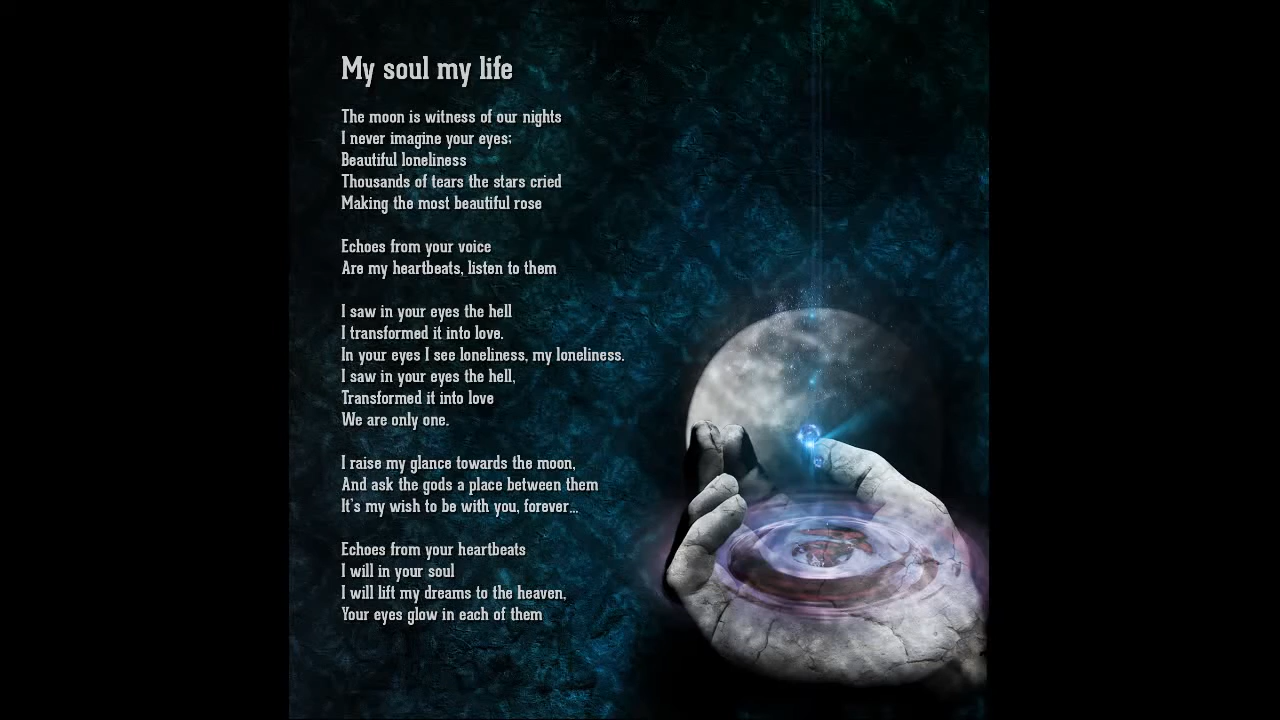 My soul my life
The moon is witness of our nights
I never imagine your eyes;
Beautiful loneliness
Thousands of tears the stars cried
Making the most beautiful rose
Echoes from your voice
Are my heartbeats, listen to them
I saw in your eyes the hell
I transformed it into love.
In your eyes I see loneliness, my loneliness.
I saw in your eyes the hell,
Transformed it into love
We are only one.
I raise my glance towards the moon,
And ask the gods a place between them
It's my wish to be with you, forever...
Echoes from your heartbeats
I will in your soul
I will lift my dreams to the heaven,
Your eyes glow in each of them